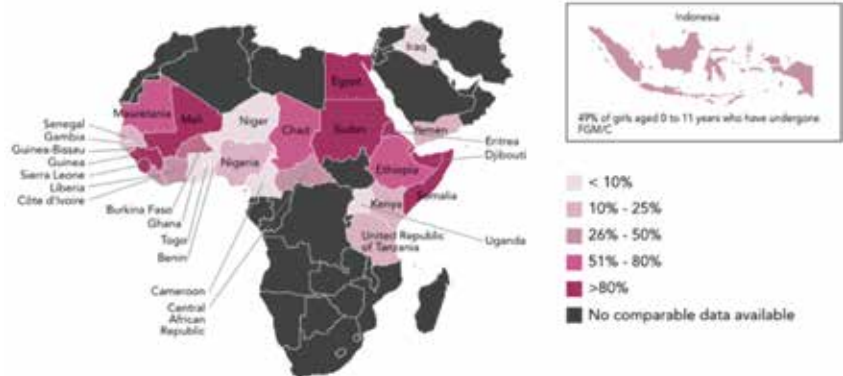 Indonesia
49% of girls aged 0 to 11 years who have undergone
FGM/C
Iraq
Egypt
Mauretania
Mali
Niger
Chad
Sudan
Yemen
Eritrea
Djibouti
Senegal
Gambia
Guinea-Bissau
Guinea
Sierra Leone
Liberia
Côte d'Ivoire
Nigeria
Ethiopia
Somalia
Burkina Faso
Ghana
Togo
Benin
Kenya
United Republic
of Tanzania
Uganda
Cameroon
Central
African
Republic
< 10%
10% - 25%
26% - 50%
51% - 80%
>80%
No comparable data available